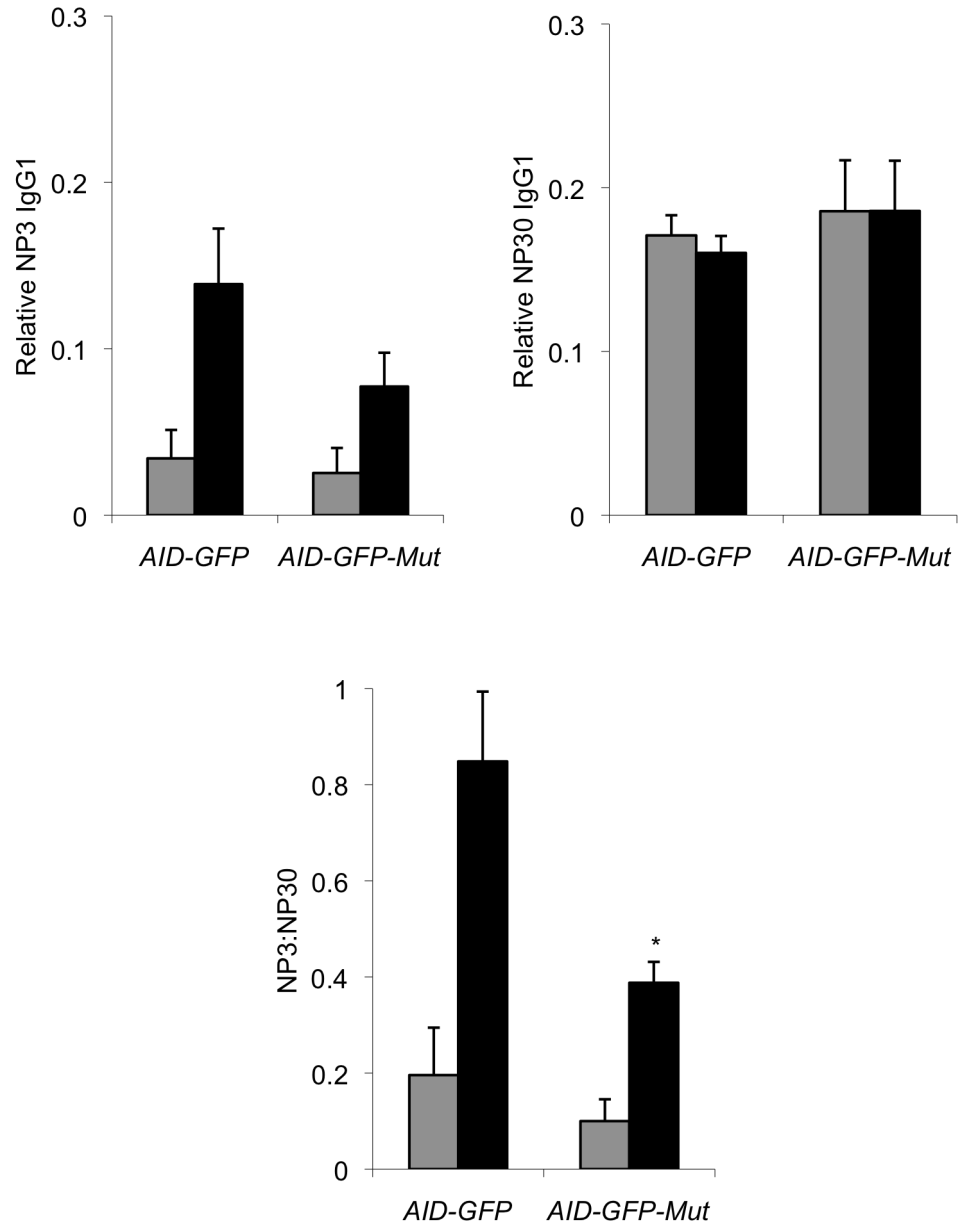 Relative NP3 IgG1
0.3
0.2
0.1
0
AID-GFP AID-GFP-Mut
Relative NP30 IgG1
0.3
0.2
0.1
0
AID-GFP AID-GFP-Mut
NP3:NP30
1
0.8
0.6
0.4
0.2
0
*
AID-GFP AID-GFP-Mut